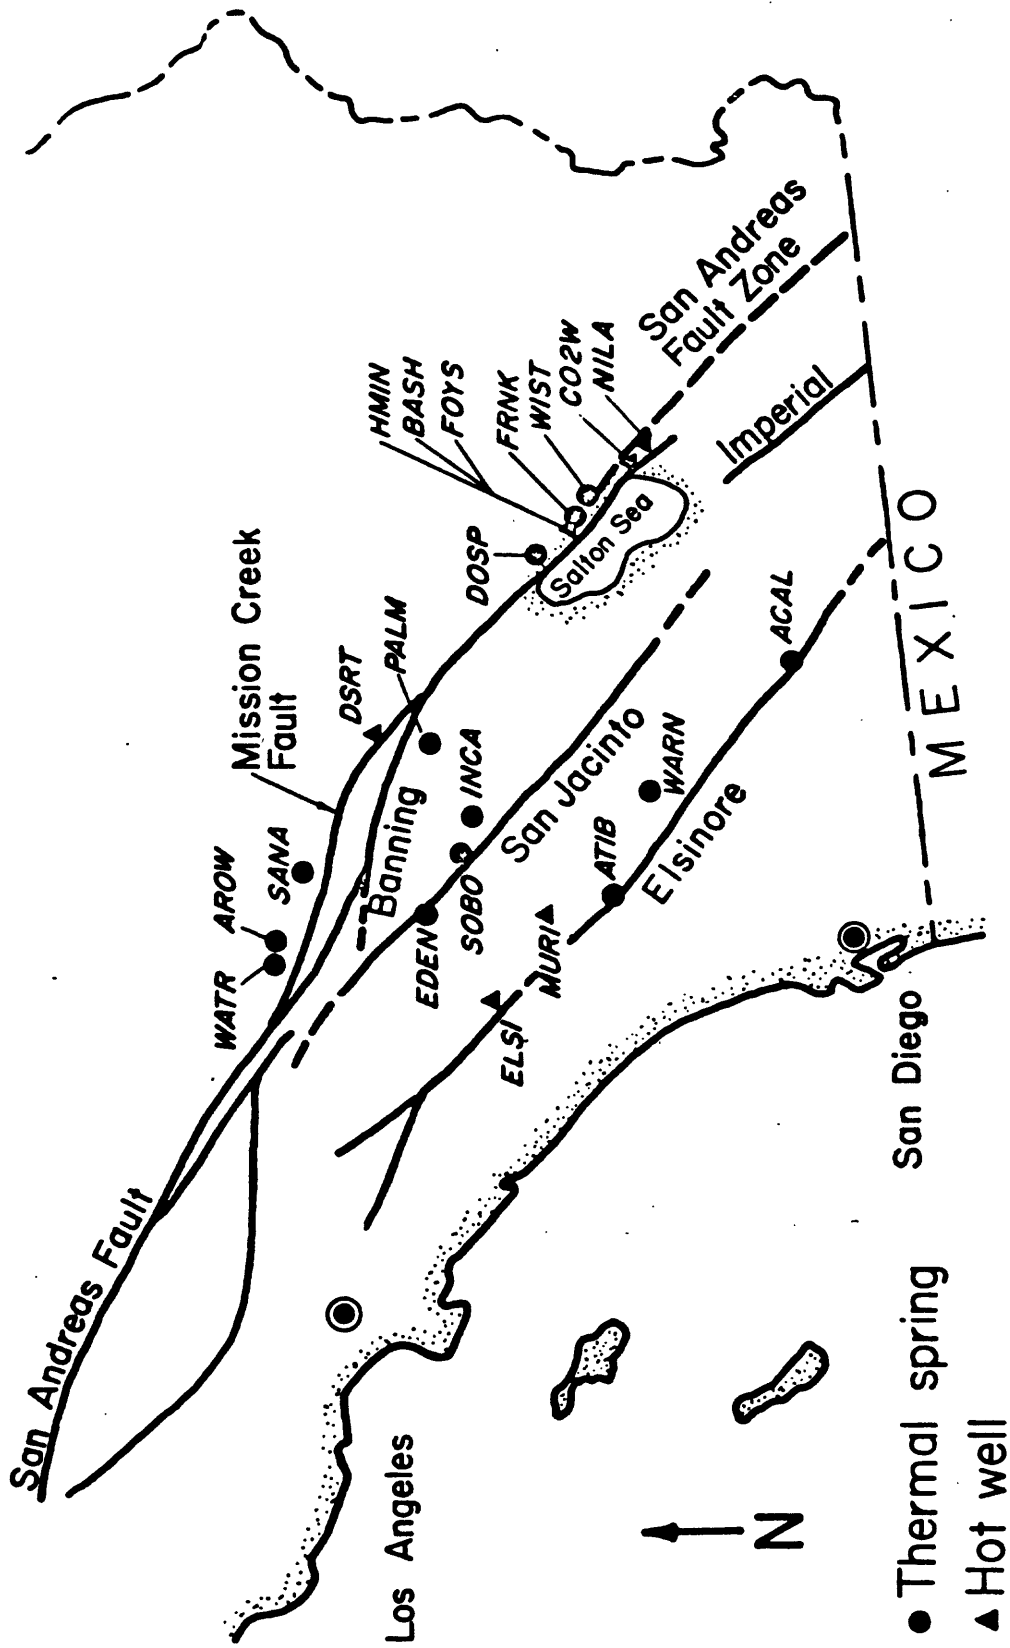 San Andreas Fault
WATR
AROW
SANA
Mission Creek
Fault
DSRT
PALM
DOSP
HMIN
BASH
FOYS
FRNK
WIST
CO2W
NILA
San Andreas
Fault Zone
Imperial
Salton Sea
Banning
INCA
SOBO
EDEN
San Jacinto
WARN
ATIB
MURI
ELSI
Elsinore
ACAL
MEXICO
Los Angeles
San Diego
N
Thermal spring
Hot well